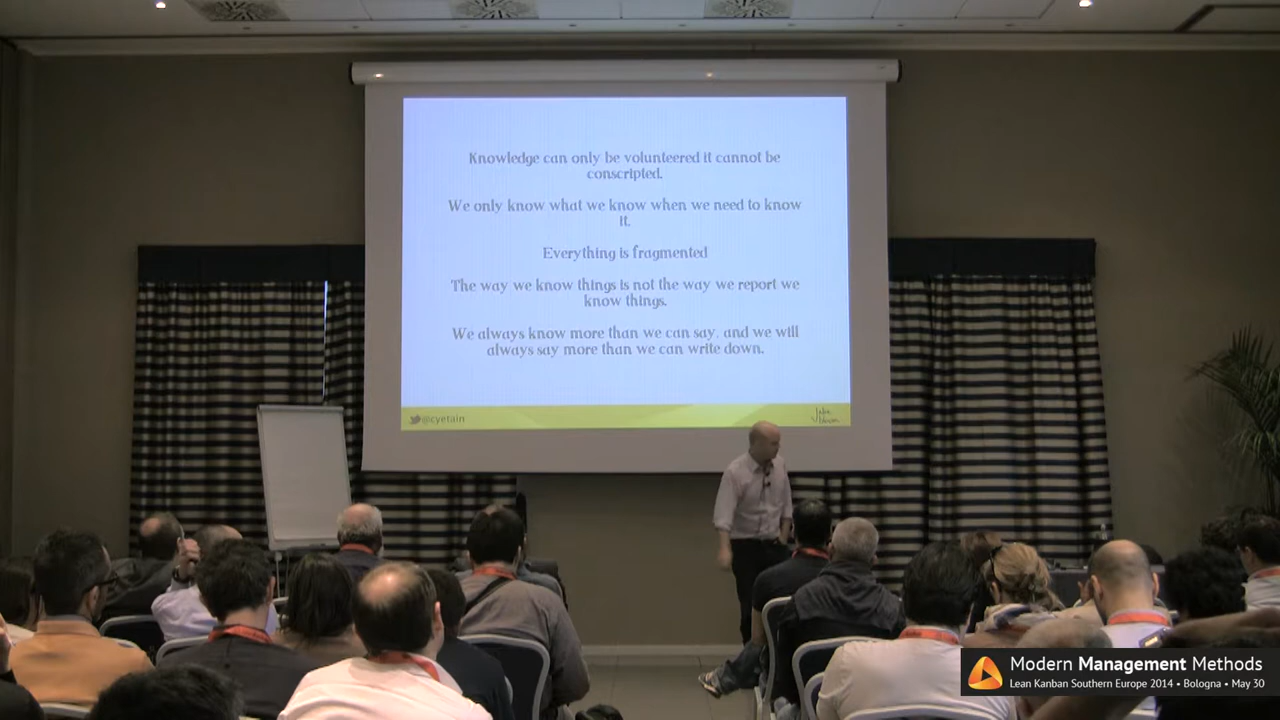 Knowledge can only be volunteered it cannot be
conscripted.
We only know what we know when we need to know
it.
Everything is fragmented
The way we know things is not the way we report we
know things.
We always know more than we can say, and we will
always say more than we can write down.
@cyetain
Modern Management Methods
Lean Kanban Southern Europe 2014 • Bologna • May 30